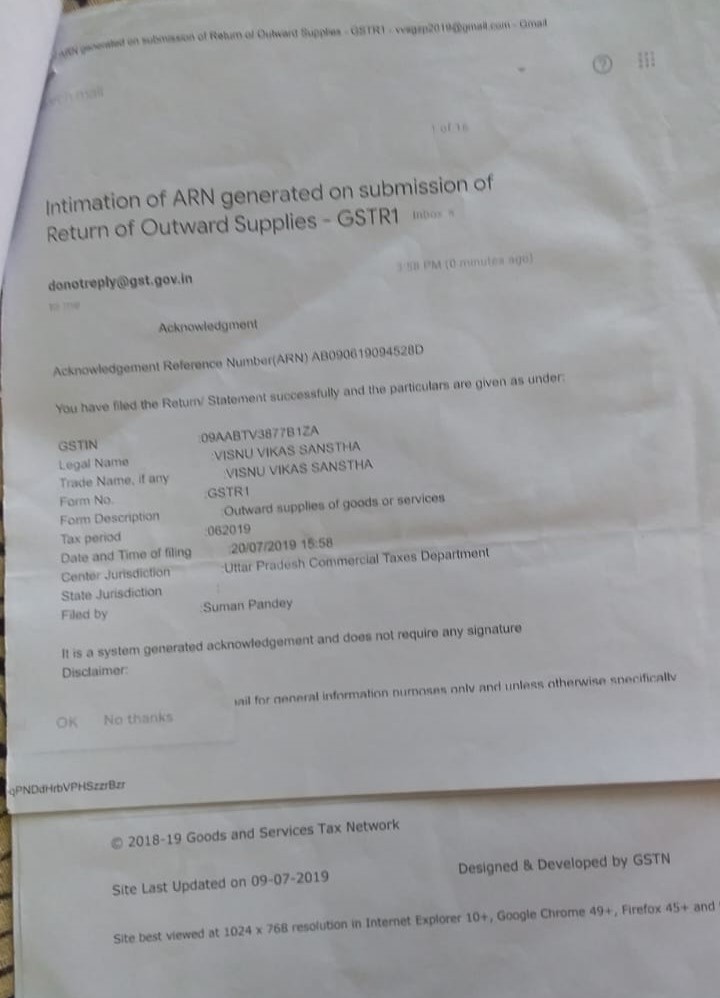 ARN generated on submission of Return of Outward Supplies - GSTR1 - vvsgzp2019@gmail.com - Gmail
mail
1 of 16
Intimation of ARN generated on submission of
Return of Outward Supplies - GSTR1 Inbox
donotreply@gst.gov.in 3:58 PM (0 minutes ago)
to me
Acknowledgment
Acknowledgement Reference Number(ARN) AB090619094528D
You have filed the Return/ Statement successfully and the particulars are given as under:
GSTIN :09AABTV3877B1ZA
Legal Name :VISNU VIKAS SANSTHA
Trade Name, if any :VISNU VIKAS SANSTHA
Form No. :GSTR1
Form Description :Outward supplies of goods or services
Tax period :062019
Date and Time of filing :20/07/2019 15:58
Center Jurisdiction :Uttar Pradesh Commercial Taxes Department
State Jurisdiction :
Filed by :Suman Pandey
It is a system generated acknowledgement and does not require any signature
Disclaimer:
ail for general information purposes only and unless otherwise specifically
OK No thanks
qPNDdHrbVPHSzzrBzr
© 2018-19 Goods and Services Tax Network
Site Last Updated on 09-07-2019 Designed & Developed by GSTN
Site best viewed at 1024 x 768 resolution in Internet Explorer 10+, Google Chrome 49+, Firefox 45+ and